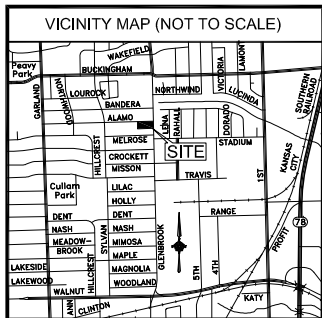 VICINITY MAP (NOT TO SCALE)
Peavy
Park
WAKEFIELD
BUCKINGHAM
VICTORIA
LAMONT
GARLAND
LOUROCK
NORTHWIND
LUCINDA
SOUTHERN
RAILROAD
BANDERA
ALAMO
LENA
RAHALL
DORADO
MELROSE
STADIUM
SITE
HILLCREST
CROCKETT
MISSON
TRAVIS
KANSAS
CITY
Cullam
Park
LILAC
HOLLY
1ST
DENT
DENT
RANGE
NASH
NASH
78
MEADOW-
BROOK
SYLVAN
MIMOSA
GLENBROOK
PROFIT
MAPLE
5TH
4TH
LAKESIDE
HILLCREST
MAGNOLIA
LAKEWOOD
WOODLAND
WALNUT
ANN
CLINTON
KATY